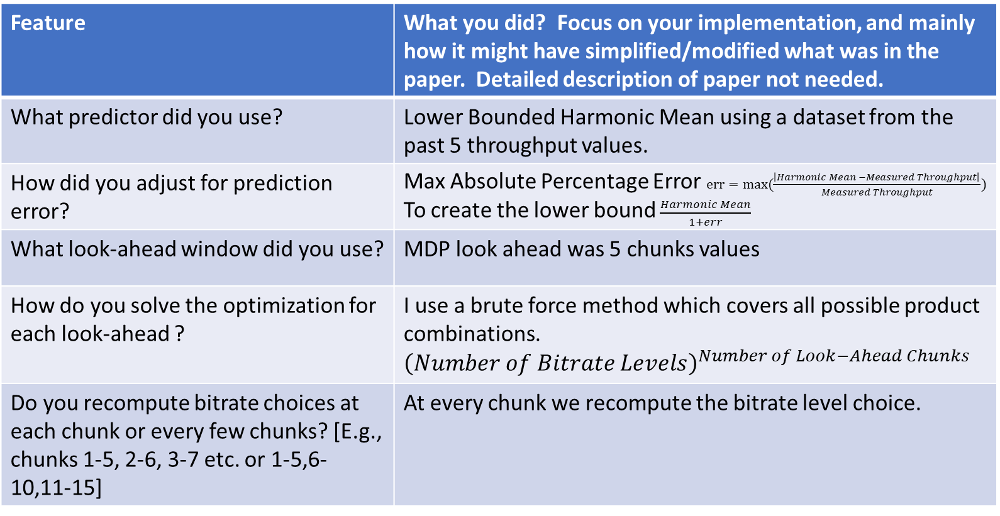 Feature
What you did? Focus on your implementation, and mainly
how it might have simplified/modified what was in the
paper. Detailed description of paper not needed.
What predictor did you use?
Lower Bounded Harmonic Mean using a dataset from the
past 5 throughput values.
How did you adjust for prediction
error?
Max Absolute Percentage Error err = max(|Harmonic Mean −Measured Throughput| / Measured Throughput)
To create the lower bound Harmonic Mean / 1+err
What look-ahead window did you use?
MDP look ahead was 5 chunks values
How do you solve the optimization for
each look-ahead ?
I use a brute force method which covers all possible product
combinations.
(Number of Bitrate Levels)^Number of Look−Ahead Chunks
Do you recompute bitrate choices at
each chunk or every few chunks? [E.g.,
chunks 1-5, 2-6, 3-7 etc. or 1-5,6-
10,11-15]
At every chunk we recompute the bitrate level choice.